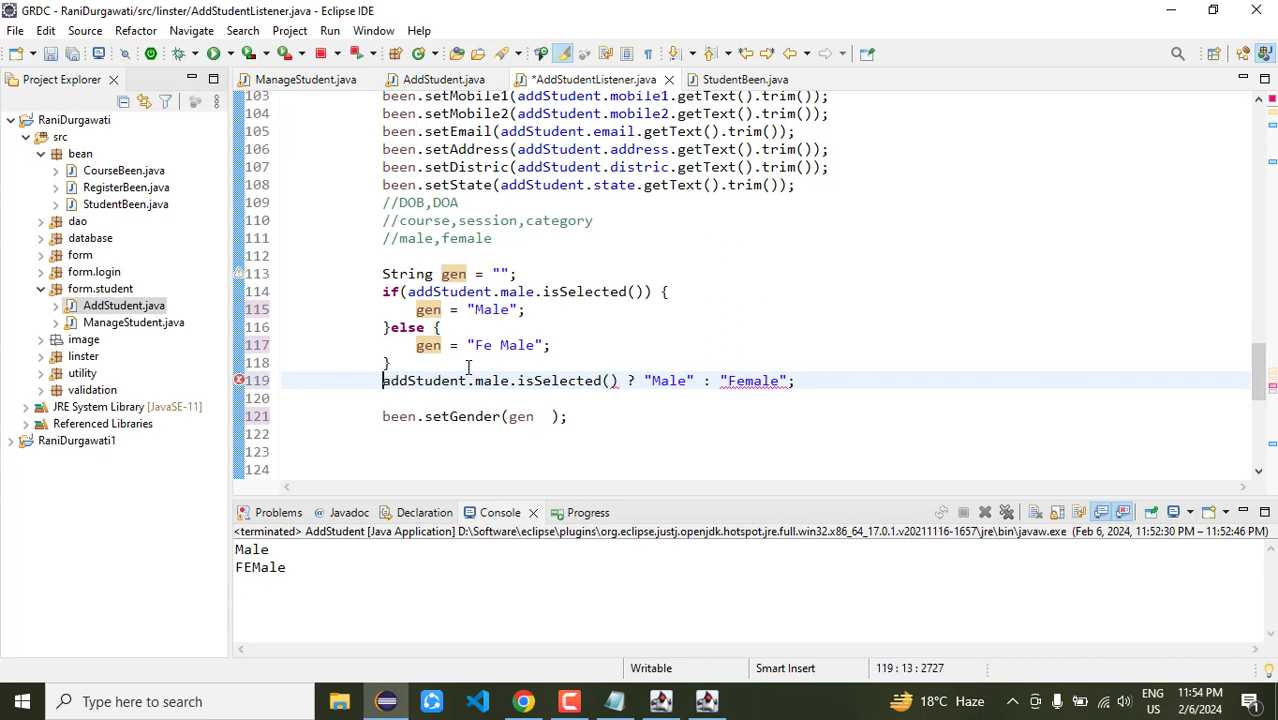 GRDC - RaniDurgawati/src/linster/AddStudentListener.java - Eclipse IDE
File Edit Source Refactor Navigate Search Project Run Window Help
Project Explorer
ManageStudent.java AddStudent.java *AddStudentListener.java StudentBeen.java
RaniDurgawati
src
bean
CourseBeen.java
RegisterBeen.java
StudentBeen.java
dao
database
form
form.login
form.student
AddStudent.java
ManageStudent.java
image
linster
utility
validation
JRE System Library [JavaSE-11]
Referenced Libraries
RaniDurgawati1
103 been.setMobile1(addStudent.mobile1.getText().trim());
104 been.setMobile2(addStudent.mobile2.getText().trim());
105 been.setEmail(addStudent.email.getText().trim());
106 been.setAddress(addStudent.address.getText().trim());
107 been.setDistric(addStudent.distric.getText().trim());
108 been.setState(addStudent.state.getText().trim());
109 //DOB,DOA
110 //course,session,category
111 //male,female
112
113 String gen = "";
114 if(addStudent.male.isSelected()) {
115 gen = "Male";
116 }else {
117 gen = "Fe Male";
118 }
119 addStudent.male.isSelected() ? "Male" : "Female";
120
121 been.setGender(gen  );
122
123
124
Problems Javadoc Declaration Console Progress
<terminated> AddStudent [Java Application] D:\Software\eclipse\plugins\org.eclipse.justj.openjdk.hotspot.jre.full.win32.x86_64_17.0.1.v20211116-1657\jre\bin\javaw.exe (Feb 6, 2024, 11:52:30 PM – 11:52:46 PM)
Male
FEMale
Writable Smart Insert 119 : 13 : 2727
Type here to search
18°C Haze
ENG
US
11:54 PM
2/6/2024
1